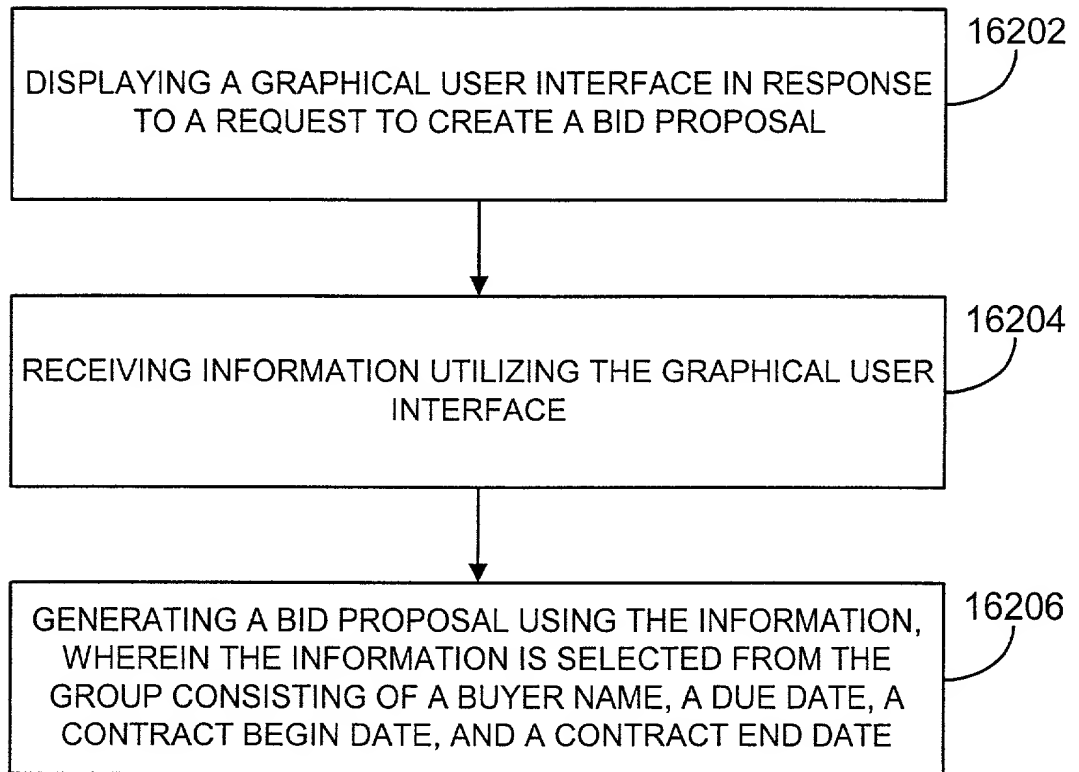 16202
DISPLAYING A GRAPHICAL USER INTERFACE IN RESPONSE
TO A REQUEST TO CREATE A BID PROPOSAL
16204
RECEIVING INFORMATION UTILIZING THE GRAPHICAL USER
INTERFACE
16206
GENERATING A BID PROPOSAL USING THE INFORMATION,
WHEREIN THE INFORMATION IS SELECTED FROM THE
GROUP CONSISTING OF A BUYER NAME, A DUE DATE, A
CONTRACT BEGIN DATE, AND A CONTRACT END DATE